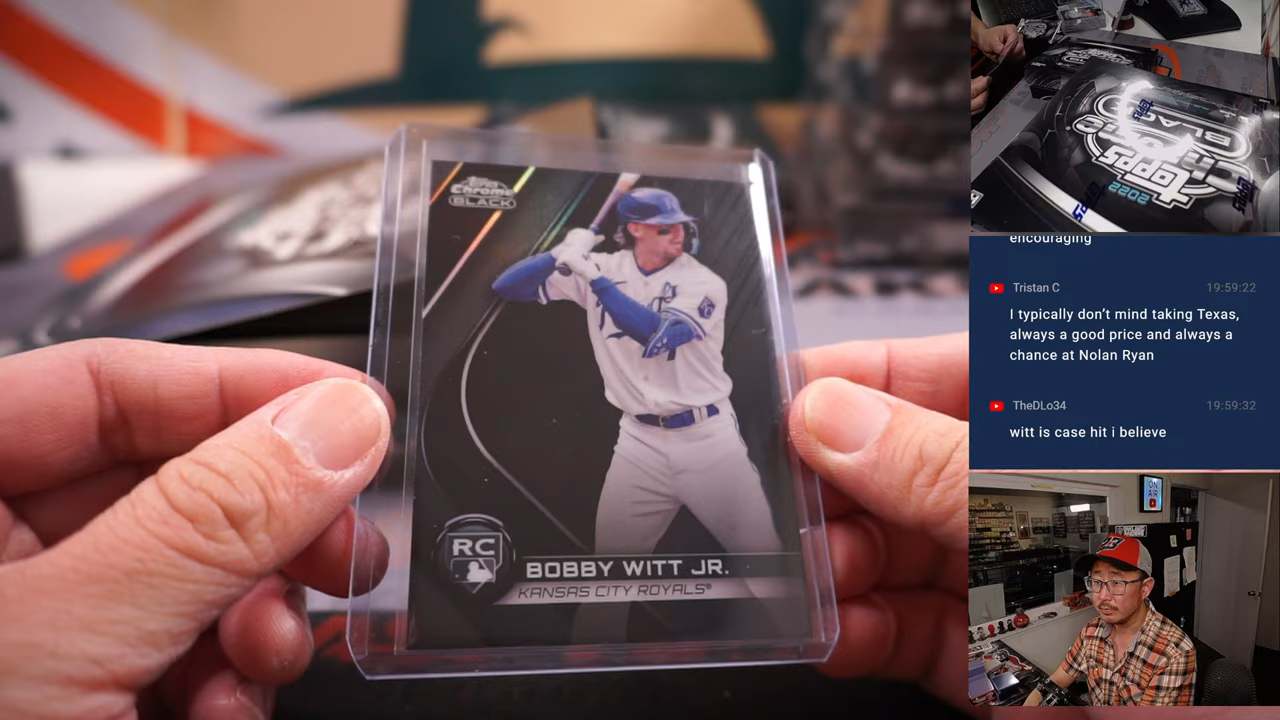 Topps
Chrome
BLACK
RC
BOBBY WITT JR.
KANSAS CITY ROYALS®
topps
2022
encouraging
Tristan C 19:59:22
I typically don't mind taking Texas,
always a good price and always a
chance at Nolan Ryan
TheDLo34 19:59:32
witt is case hit i believe
ON
AIR